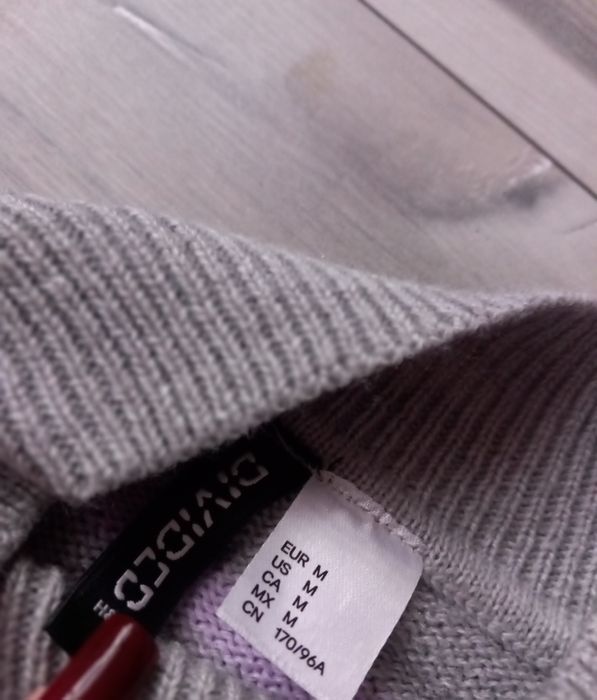 DIVIDED
EUR M
US M
CA M
MX M
CN 170/96A